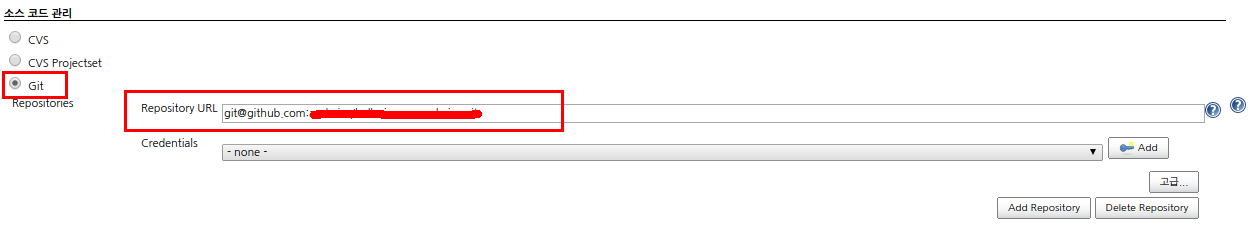 소스 코드 관리
CVS
CVS Projectset
Git
Repositories
Repository URL git@github.com:
Credentials
- none -
Add
고급...
Add Repository Delete Repository